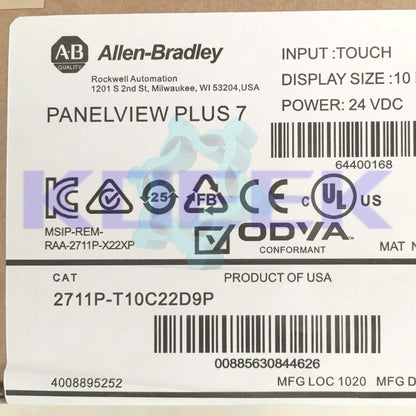 AB
QUALITY
Allen-Bradley
Rockwell Automation
1201 S 2nd St, Milwaukee, WI 53204,USA
PANELVIEW PLUS 7
INPUT :TOUCH
DISPLAY SIZE :10
POWER: 24 VDC
64400168
KOEEX
25
FB
CE
C UL US
LISTED
MSIP-REM-
RAA-2711P-X22XP
ODVA
CONFORMANT
MAT N
CAT
PRODUCT OF USA
2711P-T10C22D9P
00885630844626
4008895252
MFG LOC 1020
MFG D